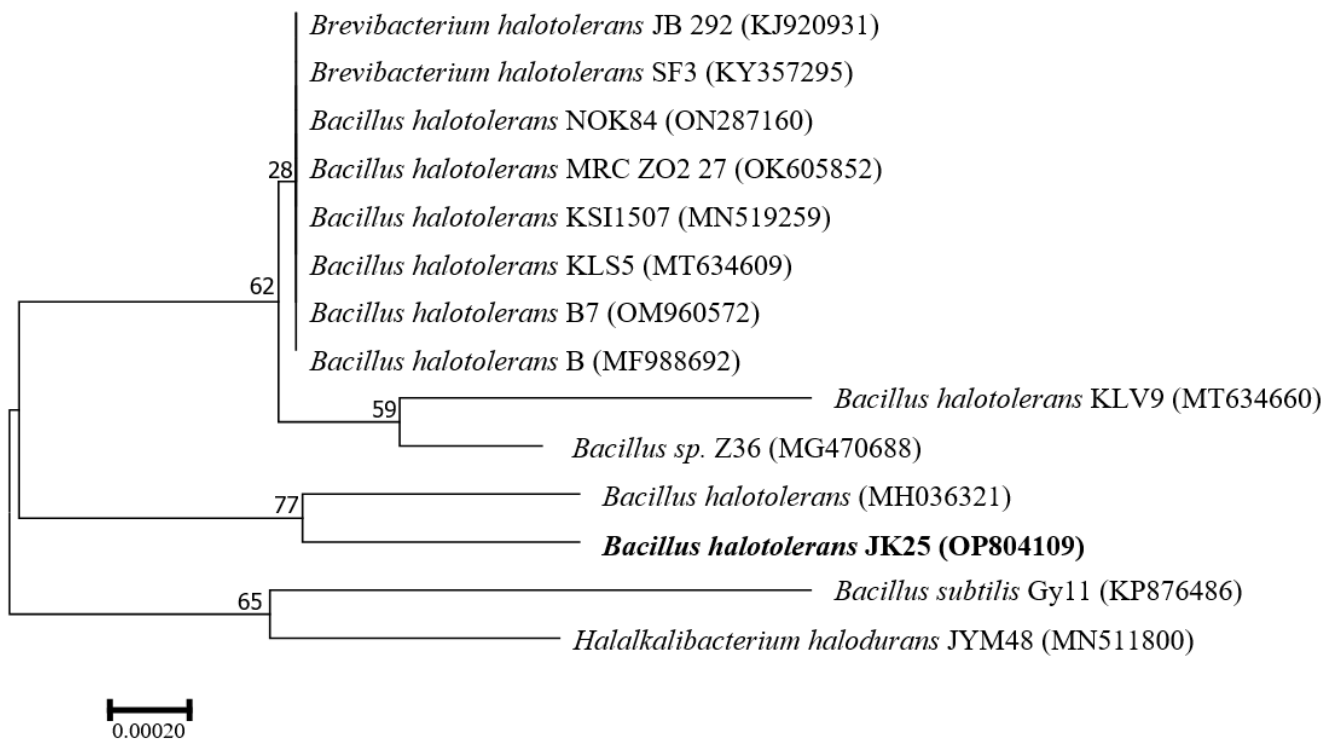 Brevibacterium halotolerans JB 292 (KJ920931)
Brevibacterium halotolerans SF3 (KY357295)
Bacillus halotolerans NOK84 (ON287160)
28
Bacillus halotolerans MRC ZO2 27 (OK605852)
Bacillus halotolerans KSI1507 (MN519259)
Bacillus halotolerans KLS5 (MT634609)
62
Bacillus halotolerans B7 (OM960572)
Bacillus halotolerans B (MF988692)
59
Bacillus halotolerans KLV9 (MT634660)
Bacillus sp. Z36 (MG470688)
77
Bacillus halotolerans (MH036321)
Bacillus halotolerans JK25 (OP804109)
65
Bacillus subtilis Gy11 (KP876486)
Halalkalibacterium halodurans JYM48 (MN511800)
0.00020